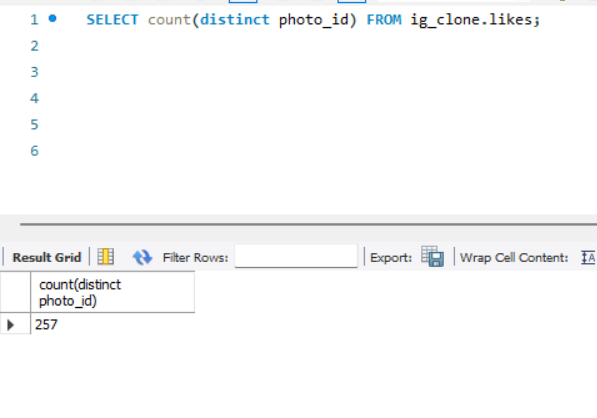 1 SELECT count(distinct photo_id) FROM ig_clone.likes;
2
3
4
5
6
Result Grid Filter Rows: Export: Wrap Cell Content:
count(distinct
photo_id)
257